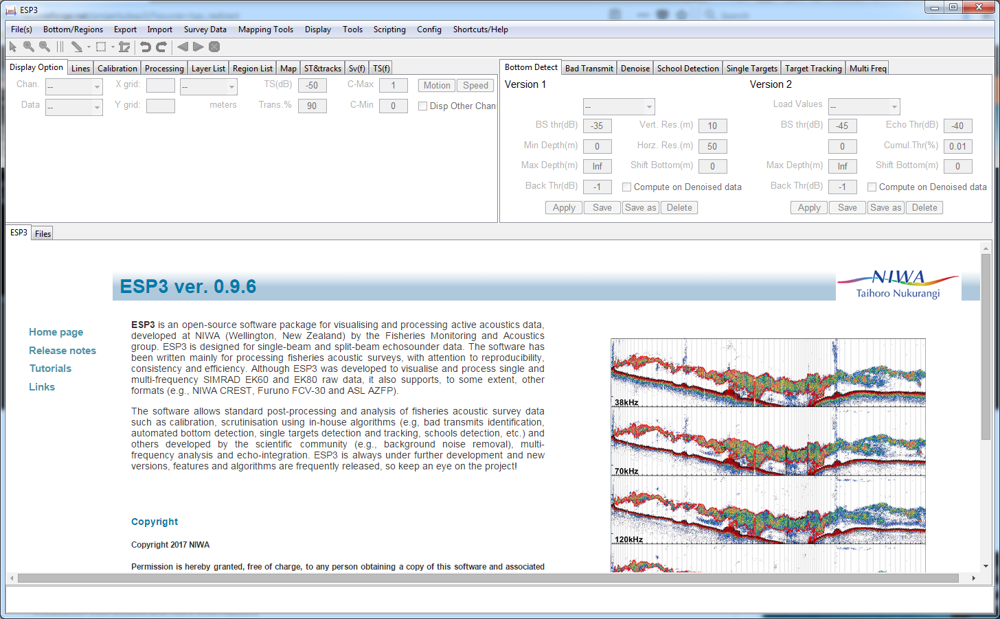 ESP3
File(s) Bottom/Regions Export Import Survey Data Mapping Tools Display Tools Scripting Config Shortcuts/Help
Display Option Lines Calibration Processing Layer List Region List Map ST&tracks Sv(f) TS(f)
Chan. -- X grid: -- TS(dB) -50 C-Max 1 Motion Speed
Data -- Y grid: meters Trans.% 90 C-Min 0 Disp Other Chan
Bottom Detect Bad Transmit Denoise School Detection Single Targets Target Tracking Multi Freq
Version 1
--
BS thr(dB) -35 Vert. Res.(m) 10
Min Depth(m) 0 Horz. Res.(m) 50
Max Depth(m) Inf Shift Bottom(m) 0
Back Thr(dB) -1 Compute on Denoised data
Apply Save Save as Delete
Version 2
Load Values --
BS thr(dB) -45 Echo Thr(dB) -40
0 Cumul.Thr(%) 0.01
Max Depth(m) Inf Shift Bottom(m) 0
Back Thr(dB) -1 Compute on Denoised data
Apply Save Save as Delete
ESP3 Files
ESP3 ver. 0.9.6
NIWA
Taihoro Nukurangi
Home page
Release notes
Tutorials
Links
ESP3 is an open-source software package for visualising and processing active acoustics data,
developed at NIWA (Wellington, New Zealand) by the Fisheries Monitoring and Acoustics
group. ESP3 is designed for single-beam and split-beam echosounder data. The software has
been written mainly for processing fisheries acoustic surveys, with attention to reproducibility,
consistency and efficiency. Although ESP3 was developed to visualise and process single and
multi-frequency SIMRAD EK60 and EK80 raw data, it also supports, to some extent, other
formats (e.g., NIWA CREST, Furuno FCV-30 and ASL AZFP).
The software allows standard post-processing and analysis of fisheries acoustic survey data
such as calibration, scrutinisation using in-house algorithms (e.g, bad transmits identification,
automated bottom detection, single targets detection and tracking, schools detection, etc.) and
others developed by the scientific community (e.g., background noise removal), multi-
frequency analysis and echo-integration. ESP3 is always under further development and new
versions, features and algorithms are frequently released, so keep an eye on the project!
Copyright
Copyright 2017 NIWA
Permission is hereby granted, free of charge, to any person obtaining a copy of this software and associated
38kHz
70kHz
120kHz